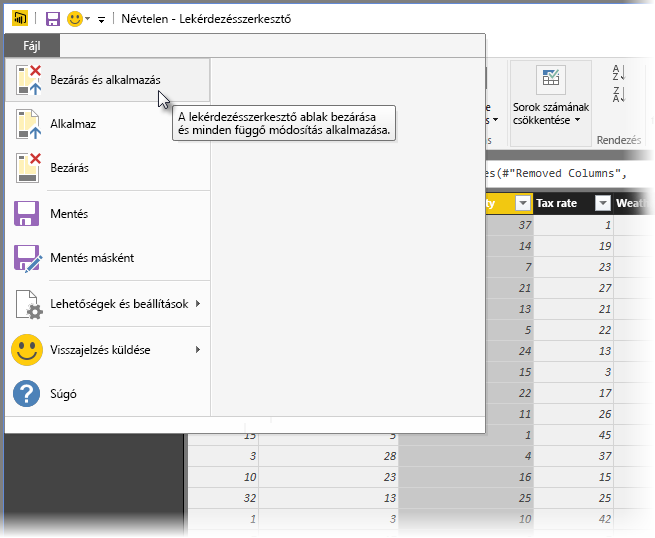 Névtelen - Lekérdezésszerkesztő
Fájl
Bezárás és alkalmazás
A lekérdezésszerkesztő ablak bezárása
és minden függő módosítás alkalmazása.
Alkalmaz
Bezárás
Mentés
Mentés másként
Lehetőségek és beállítások
Visszajelzés küldése
Súgó
Sorok számának
csökkentése
Rendezés
A
Z
Z
A
es(#"Removed Columns",
Tax rate
37 1
14 19
7 23
21 27
13 21
5 22
24 13
15 3
22 17
11 26
15 5 1 45
3 28 4 37
10 23 16 15
32 13 25 25
1 3 10 42